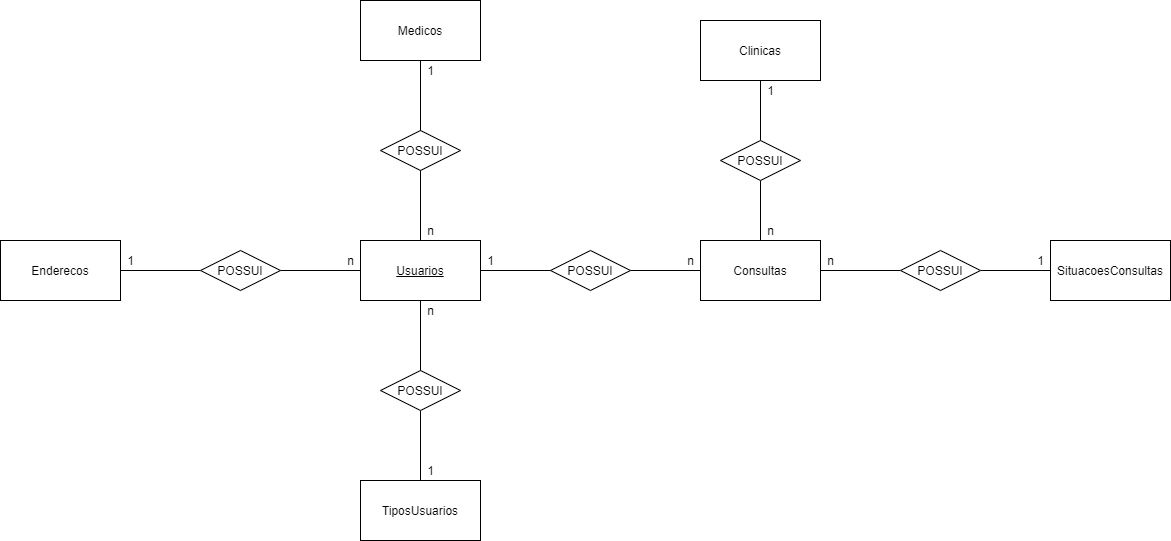 Medicos
Clinicas
1
1
POSSUI
POSSUI
n
n
Enderecos
1
POSSUI
n
Usuarios
1
POSSUI
n
Consultas
n
POSSUI
1
SituacoesConsultas
n
POSSUI
1
TiposUsuarios